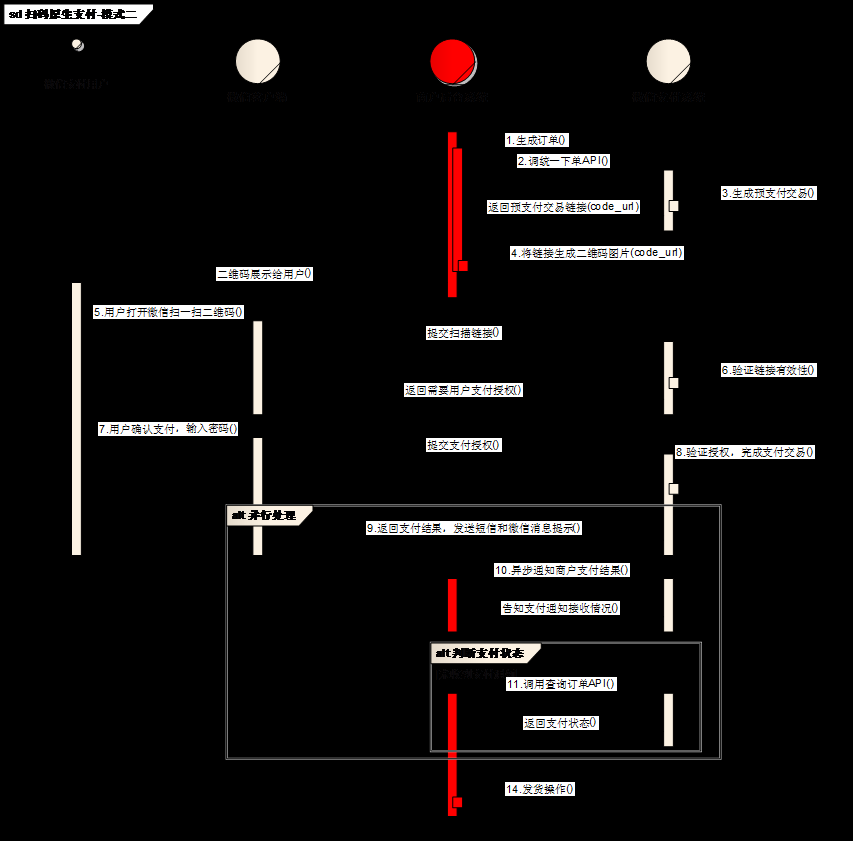 sd 扫码原生支付-模式二
1.生成订单()
2.调统一下单API()
3.生成预支付交易()
返回预支付交易链接(code_url)
4.将链接生成二维码图片(code_url)
二维码展示给用户()
5.用户打开微信扫一扫二维码()
提交扫描链接()
6.验证链接有效性()
返回需要用户支付授权()
7.用户确认支付，输入密码()
提交支付授权()
8.验证授权，完成支付交易()
alt 并行处理
9.返回支付结果，发送短信和微信消息提示()
10.异步通知商户支付结果()
告知支付通知接收情况()
alt 判断支付状态
11.调用查询订单API()
返回支付状态()
14.发货操作()